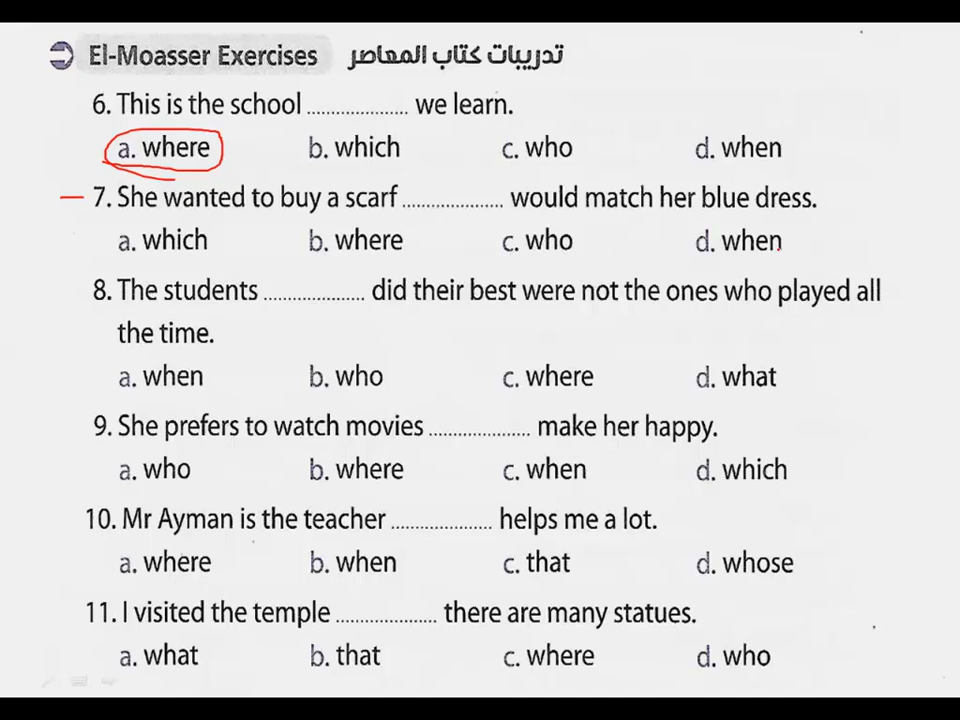 El-Moasser Exercises تدريبات كتاب المعاصر
6. This is the school .................... we learn.
a. where b. which c. who d. when
7. She wanted to buy a scarf .................... would match her blue dress.
a. which b. where c. who d. when
8. The students .................... did their best were not the ones who played all
the time.
a. when b. who c. where d. what
9. She prefers to watch movies .................... make her happy.
a. who b. where c. when d. which
10. Mr Ayman is the teacher .................... helps me a lot.
a. where b. when c. that d. whose
11. I visited the temple .................... there are many statues.
a. what b. that c. where d. who